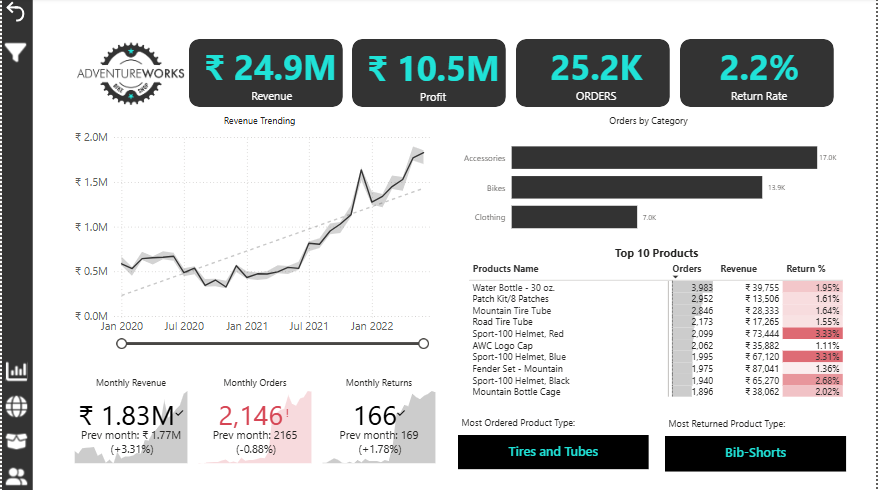 ADVENTUREWORKS
BIKE SHOP
₹ 24.9M
Revenue
₹ 10.5M
Profit
25.2K
ORDERS
2.2%
Return Rate
Revenue Trending
₹ 2.0M
₹ 1.5M
₹ 1.0M
₹ 0.5M
₹ 0.0M
Jan 2020 Jul 2020 Jan 2021 Jul 2021 Jan 2022
Orders by Category
Accessories 17.0K
Bikes 13.9K
Clothing 7.0K
Top 10 Products
Products Name Orders Revenue Return %
Water Bottle - 30 oz. 3,983 ₹ 39,755 1.95%
Patch Kit/8 Patches 2,952 ₹ 13,506 1.61%
Mountain Tire Tube 2,846 ₹ 28,333 1.64%
Road Tire Tube 2,173 ₹ 17,265 1.55%
Sport-100 Helmet, Red 2,099 ₹ 73,444 3.33%
AWC Logo Cap 2,062 ₹ 35,882 1.11%
Sport-100 Helmet, Blue 1,995 ₹ 67,120 3.31%
Fender Set - Mountain 1,975 ₹ 87,041 1.36%
Sport-100 Helmet, Black 1,940 ₹ 65,270 2.68%
Mountain Bottle Cage 1,896 ₹ 38,062 2.02%
Monthly Revenue
₹ 1.83M
Prev month: ₹ 1.77M
(+3.31%)
Monthly Orders
2,146!
Prev month: 2165
(-0.88%)
Monthly Returns
166
Prev month: 169
(+1.78%)
Most Ordered Product Type:
Tires and Tubes
Most Returned Product Type:
Bib-Shorts